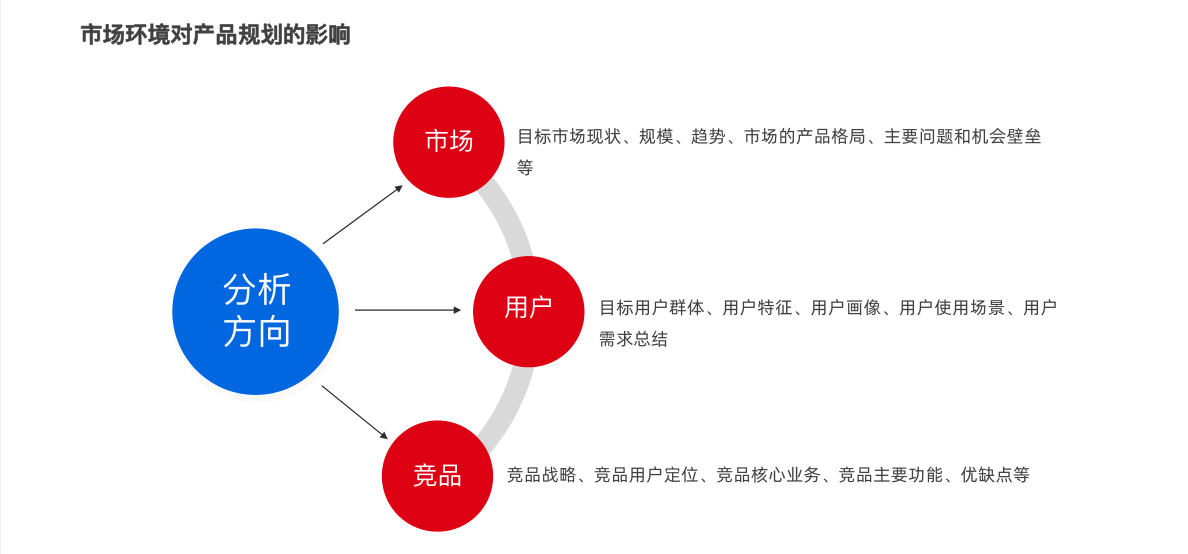 市场环境对产品规划的影响
市场
目标市场现状、规模、趋势、市场的产品格局、主要问题和机会壁垒
等
分析
方向
用户
目标用户群体、用户特征、用户画像、用户使用场景、用户
需求总结
竞品
竞品战略、竞品用户定位、竞品核心业务、竞品主要功能、优缺点等